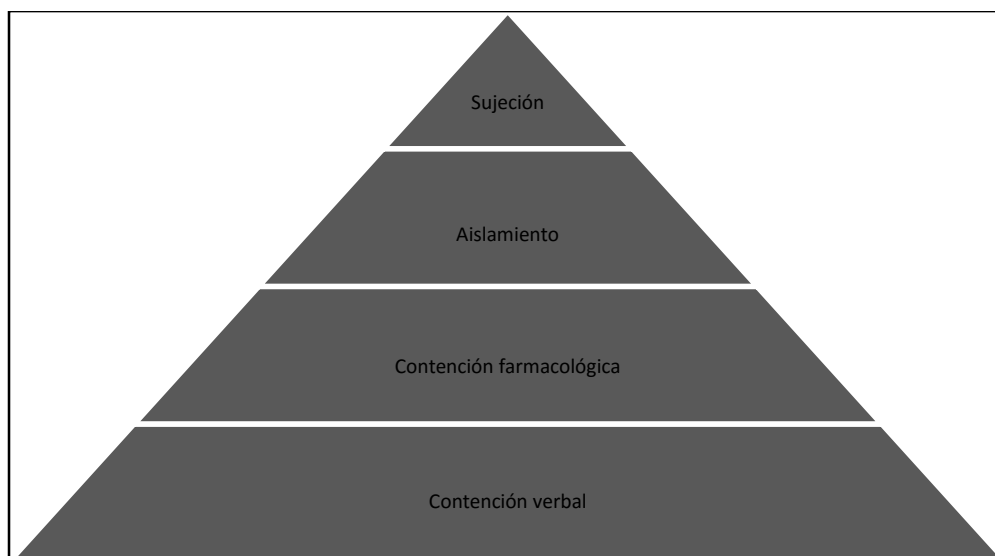 Sujeción
Aislamiento
Contención farmacológica
Contención verbal